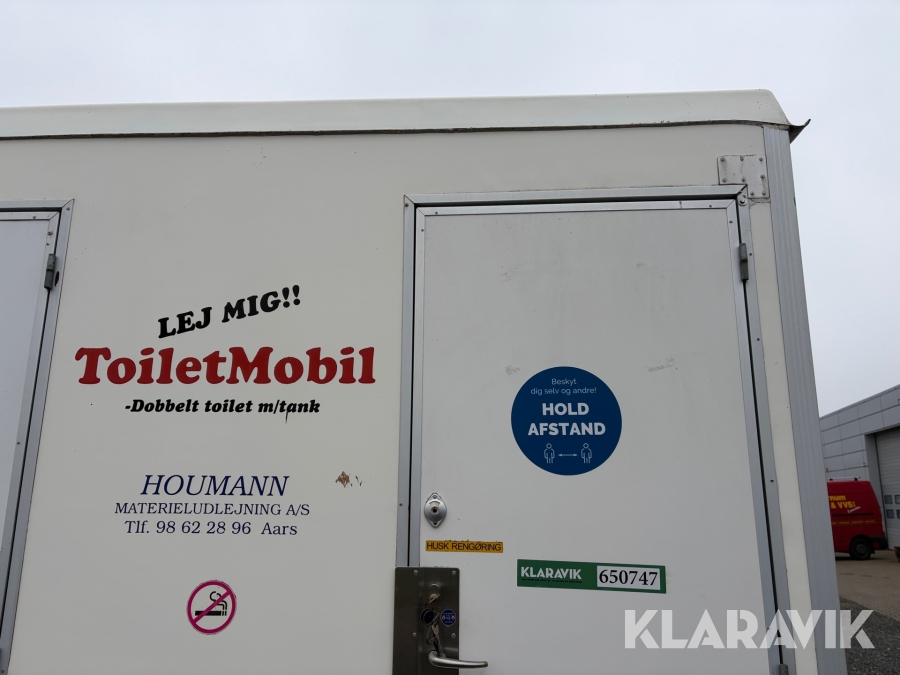 LEJ MIG!!
ToiletMobil
-Dobbelt toilet m/tank
HOUMANN
MATERIELUDLEJNING A/S
Tlf. 98 62 28 96 Aars
Beskyt
dig selv og andre!
HOLD
AFSTAND
HUSK RENGØRING
KLARAVIK 650747
& VVS
KLARAVIK